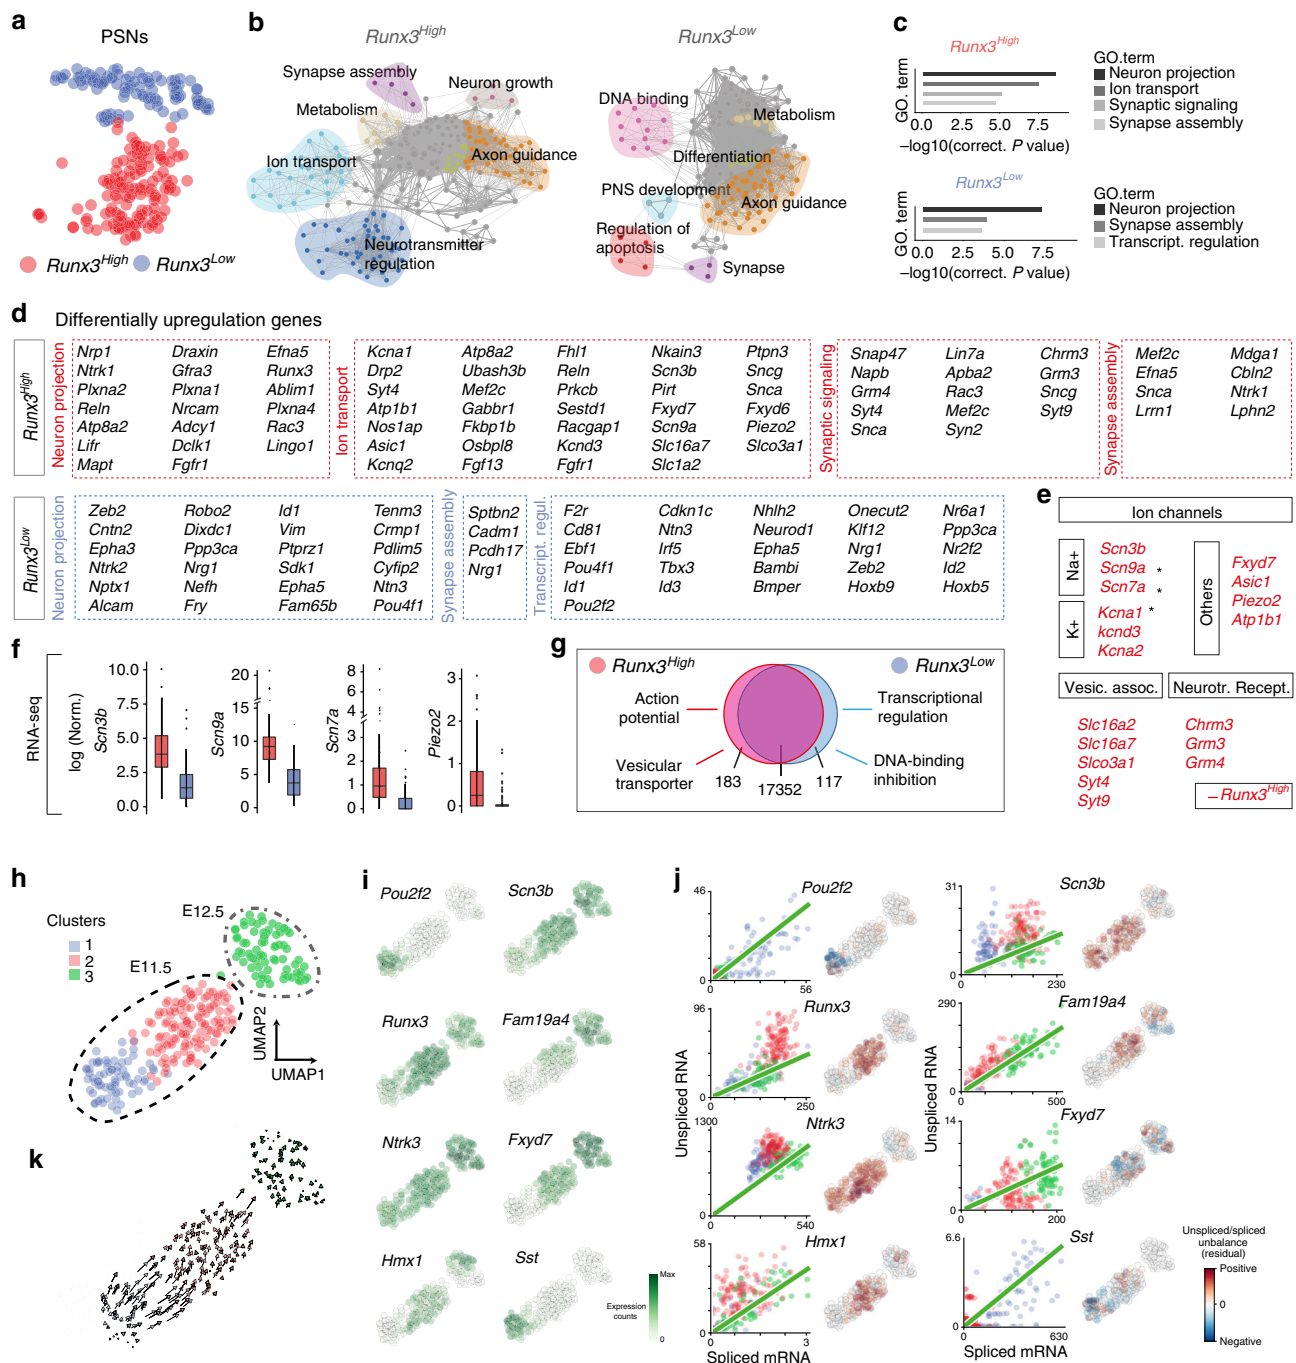 a
PSNs
Runx3High Runx3Low
b
Runx3High
Synapse assembly
Neuron growth
Metabolism
Ion transport
Axon guidance
Neurotransmitter
regulation
Runx3Low
DNA binding
Metabolism
Differentiation
PNS development
Axon guidance
Regulation of
apoptosis
Synapse
c
Runx3High
GO. term
0.0 2.5 5.0 7.5
–log10(correct. P value)
GO.term
Neuron projection
Ion transport
Synaptic signaling
Synapse assembly
Runx3Low
GO. term
0.0 2.5 5.0 7.5
–log10(correct. P value)
GO.term
Neuron projection
Synapse assembly
Transcript. regulation
d
Differentially upregulation genes
Runx3High
Neuron projection
Nrp1 Draxin Efna5
Ntrk1 Gfra3 Runx3
Plxna2 Plxna1 Ablim1
Reln Nrcam Plxna4
Atp8a2 Adcy1 Rac3
Lifr Dclk1 Lingo1
Mapt Fgfr1
Ion transport
Kcna1 Atp8a2 Fhl1 Nkain3 Ptpn3
Drp2 Ubash3b Reln Scn3b Sncg
Syt4 Mef2c Prkcb Pirt Snca
Atp1b1 Gabbr1 Sestd1 Fxyd7 Fxyd6
Nos1ap Fkbp1b Racgap1 Scn9a Piezo2
Asic1 Osbpl8 Kcnd3 Slc16a7 Slco3a1
Kcnq2 Fgf13 Fgfr1 Slc1a2
Synaptic signaling
Snap47 Lin7a Chrm3
Napb Apba2 Grm3
Grm4 Rac3 Sncg
Syt4 Mef2c Syt9
Snca Syn2
Synapse assembly
Mef2c Mdga1
Efna5 Cbln2
Snca Ntrk1
Lrrn1 Lphn2
Runx3Low
Neuron projection
Zeb2 Robo2 Id1 Tenm3
Cntn2 Dixdc1 Vim Crmp1
Epha3 Ppp3ca Ptprz1 Pdlim5
Ntrk2 Nrg1 Sdk1 Cyfip2
Nptx1 Nefh Epha5 Ntn3
Alcam Fry Fam65b Pou4f1
Synapse assembly
Sptbn2
Cadm1
Pcdh17
Nrg1
Transcript. regul.
F2r Cdkn1c Nhlh2 Onecut2 Nr6a1
Cd81 Ntn3 Neurod1 Klf12 Ppp3ca
Ebf1 Irf5 Epha5 Nrg1 Nr2f2
Pou4f1 Tbx3 Bambi Zeb2 Id2
Id1 Id3 Bmper Hoxb9 Hoxb5
Pou2f2
e
Ion channels
Na+
Scn3b
Scn9a *
Scn7a *
K+
Kcna1 *
kcnd3
Kcna2
Others
Fxyd7
Asic1
Piezo2
Atp1b1
Vesic. assoc.
Slc16a2
Slc16a7
Slco3a1
Syt4
Syt9
Neurotr. Recept.
Chrm3
Grm3
Grm4
– Runx3High
f
RNA-seq
log (Norm.)
Scn3b
10.0
7.5
5.0
2.5
0.0
Scn9a
20
15
10
5
0
Scn7a
8
6
4
2
1
0
Piezo2
3
2
1
0
g
Runx3High
Runx3Low
Action
potential
Transcriptional
regulation
Vesicular
transporter
DNA-binding
inhibition
183
17352
117
h
Clusters
1
2
3
E12.5
E11.5
UMAP2
UMAP1
i
Pou2f2 Scn3b
Runx3 Fam19a4
Ntrk3 Fxyd7
Hmx1 Sst
Expression
counts
Max
0
j
Unspliced RNA
Pou2f2
46
0
0 56
Runx3
96
0
0 250
Ntrk3
1300
0
0 540
Hmx1
58
0
0 3
Spliced mRNA
Unspliced RNA
Scn3b
31
0
0 230
Fam19a4
290
0
0 500
Fxyd7
14
0
0 200
Sst
6.6
0
0 630
Spliced mRNA
Unspliced/spliced
unbalance
(residual)
Positive
0
Negative
k